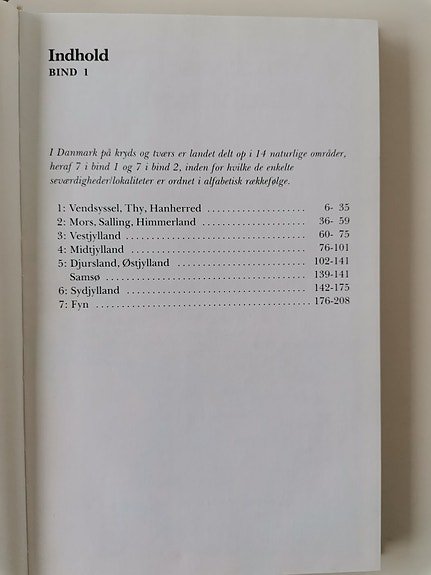 Indhold
BIND 1
I Danmark på kryds og tværs er landet delt op i 14 naturlige områder,
heraf 7 i bind 1 og 7 i bind 2, inden for hvilke de enkelte
seværdigheder/lokaliteter er ordnet i alfabetisk rækkefølge.
1: Vendsyssel, Thy, Hanherred .................... 6- 35
2: Mors, Salling, Himmerland .................... 36- 59
3: Vestjylland .................... 60- 75
4: Midtjylland .................... 76-101
5: Djursland, Østjylland .................... 102-141
Samsø .................... 139-141
6: Sydjylland .................... 142-175
7: Fyn .................... 176-208